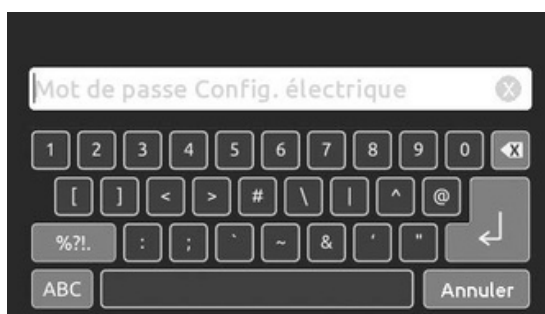 Mot de passe Config. électrique
1 2 3 4 5 6 7 8 9 0
[ ] < > # \ | ^ @
%?!. : ; ` ~ & ' "
ABC Annuler